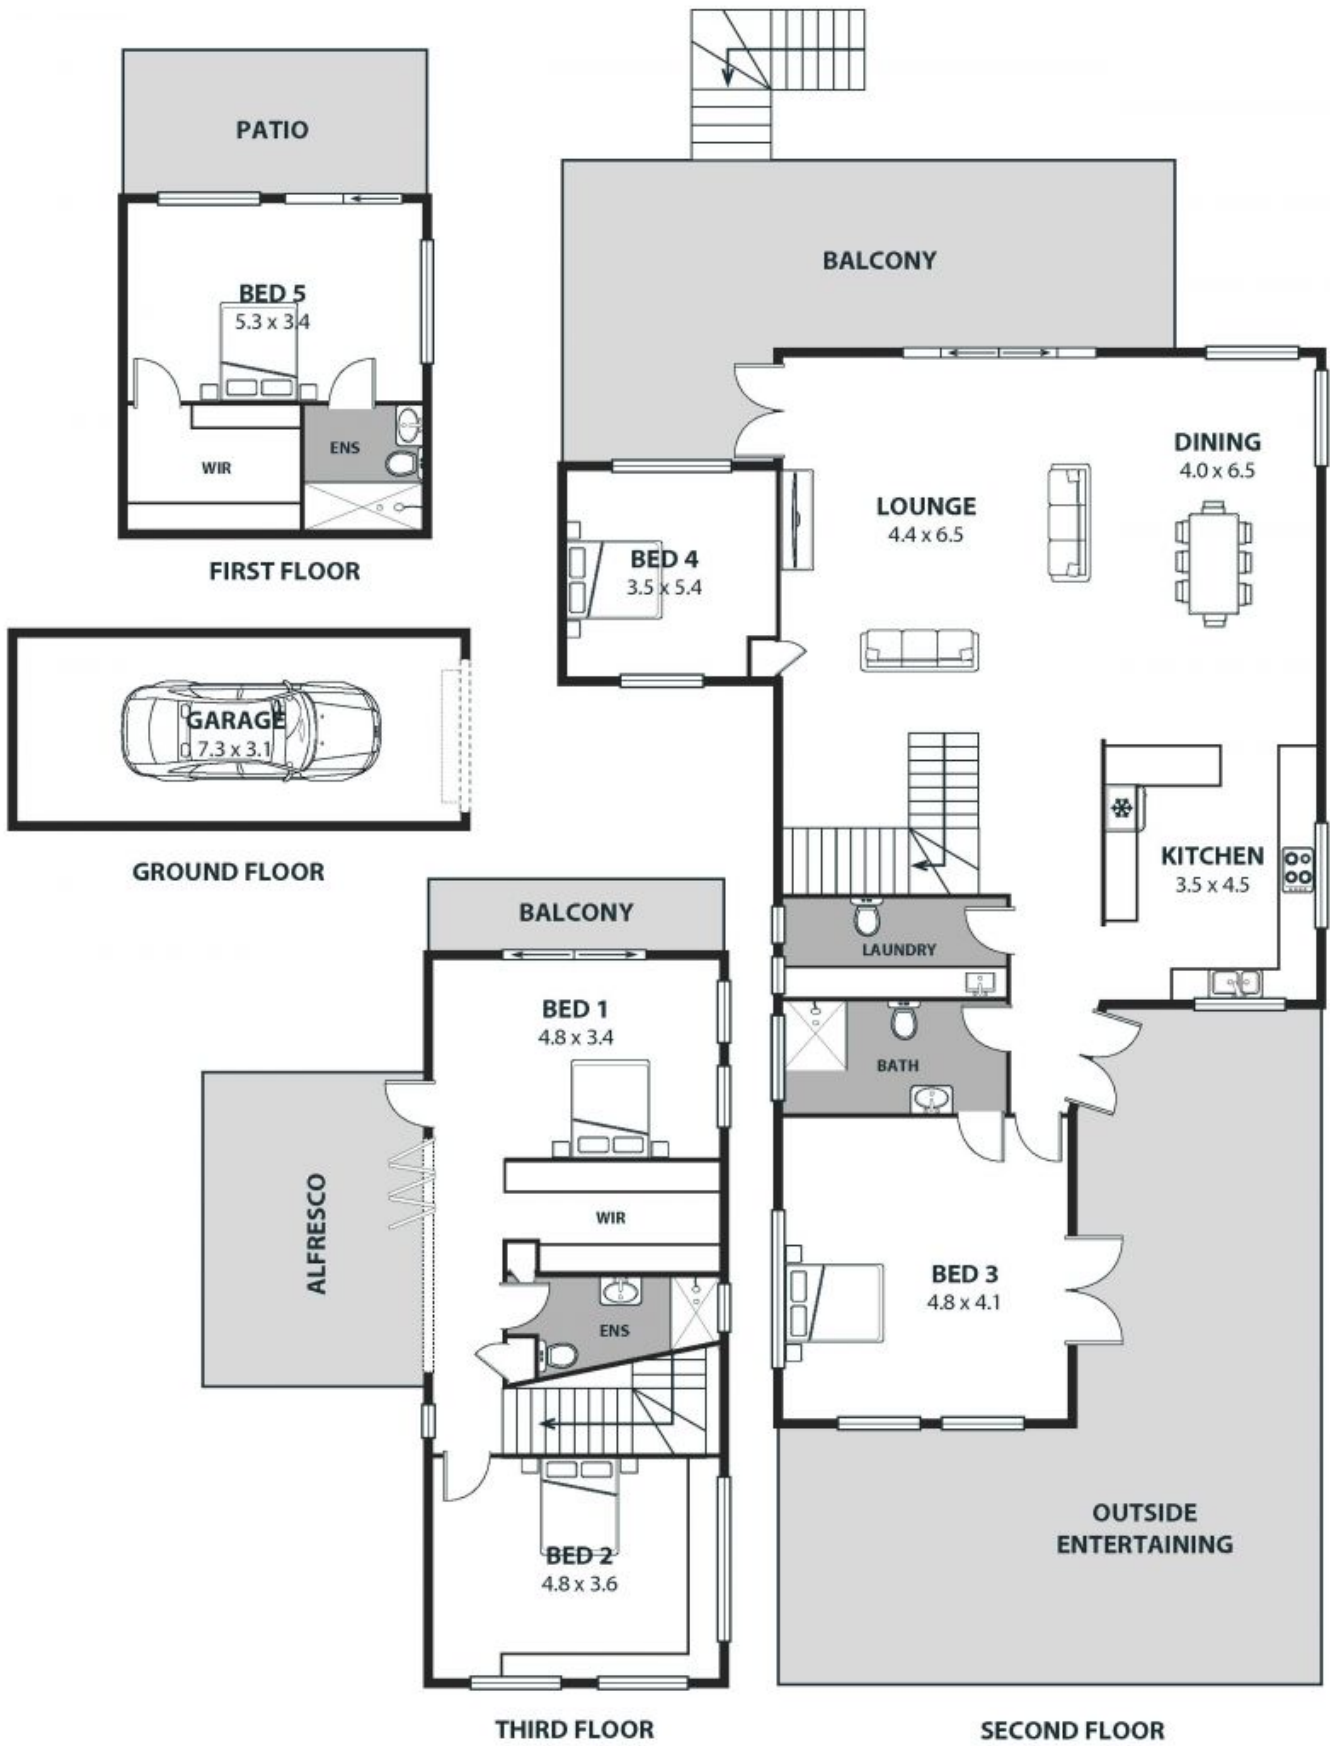 PATIO
BED 5
5.3 x 3.4
WIR
ENS
FIRST FLOOR
GARAGE
7.3 x 3.1
GROUND FLOOR
BALCONY
BED 1
4.8 x 3.4
ALFRESCO
WIR
ENS
BED 2
4.8 x 3.6
THIRD FLOOR
BALCONY
DINING
4.0 x 6.5
LOUNGE
4.4 x 6.5
BED 4
3.5 x 5.4
KITCHEN
3.5 x 4.5
LAUNDRY
BATH
BED 3
4.8 x 4.1
OUTSIDE
ENTERTAINING
SECOND FLOOR